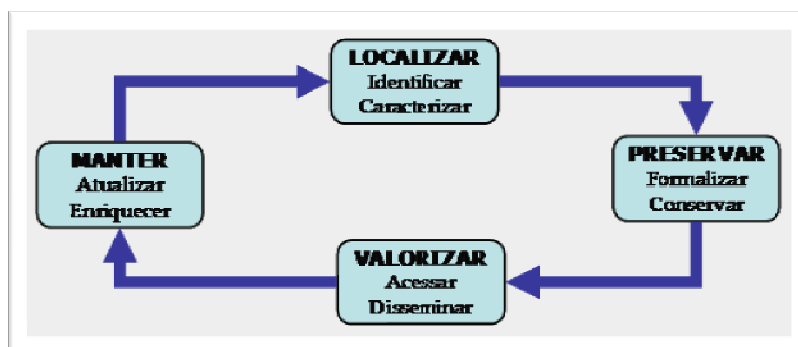 LOCALIZAR
Identificar
Caracterizar
PRESERVAR
Formalizar
Conservar
VALORIZAR
Acessar
Disseminar
MANTER
Atualizar
Enriquecer